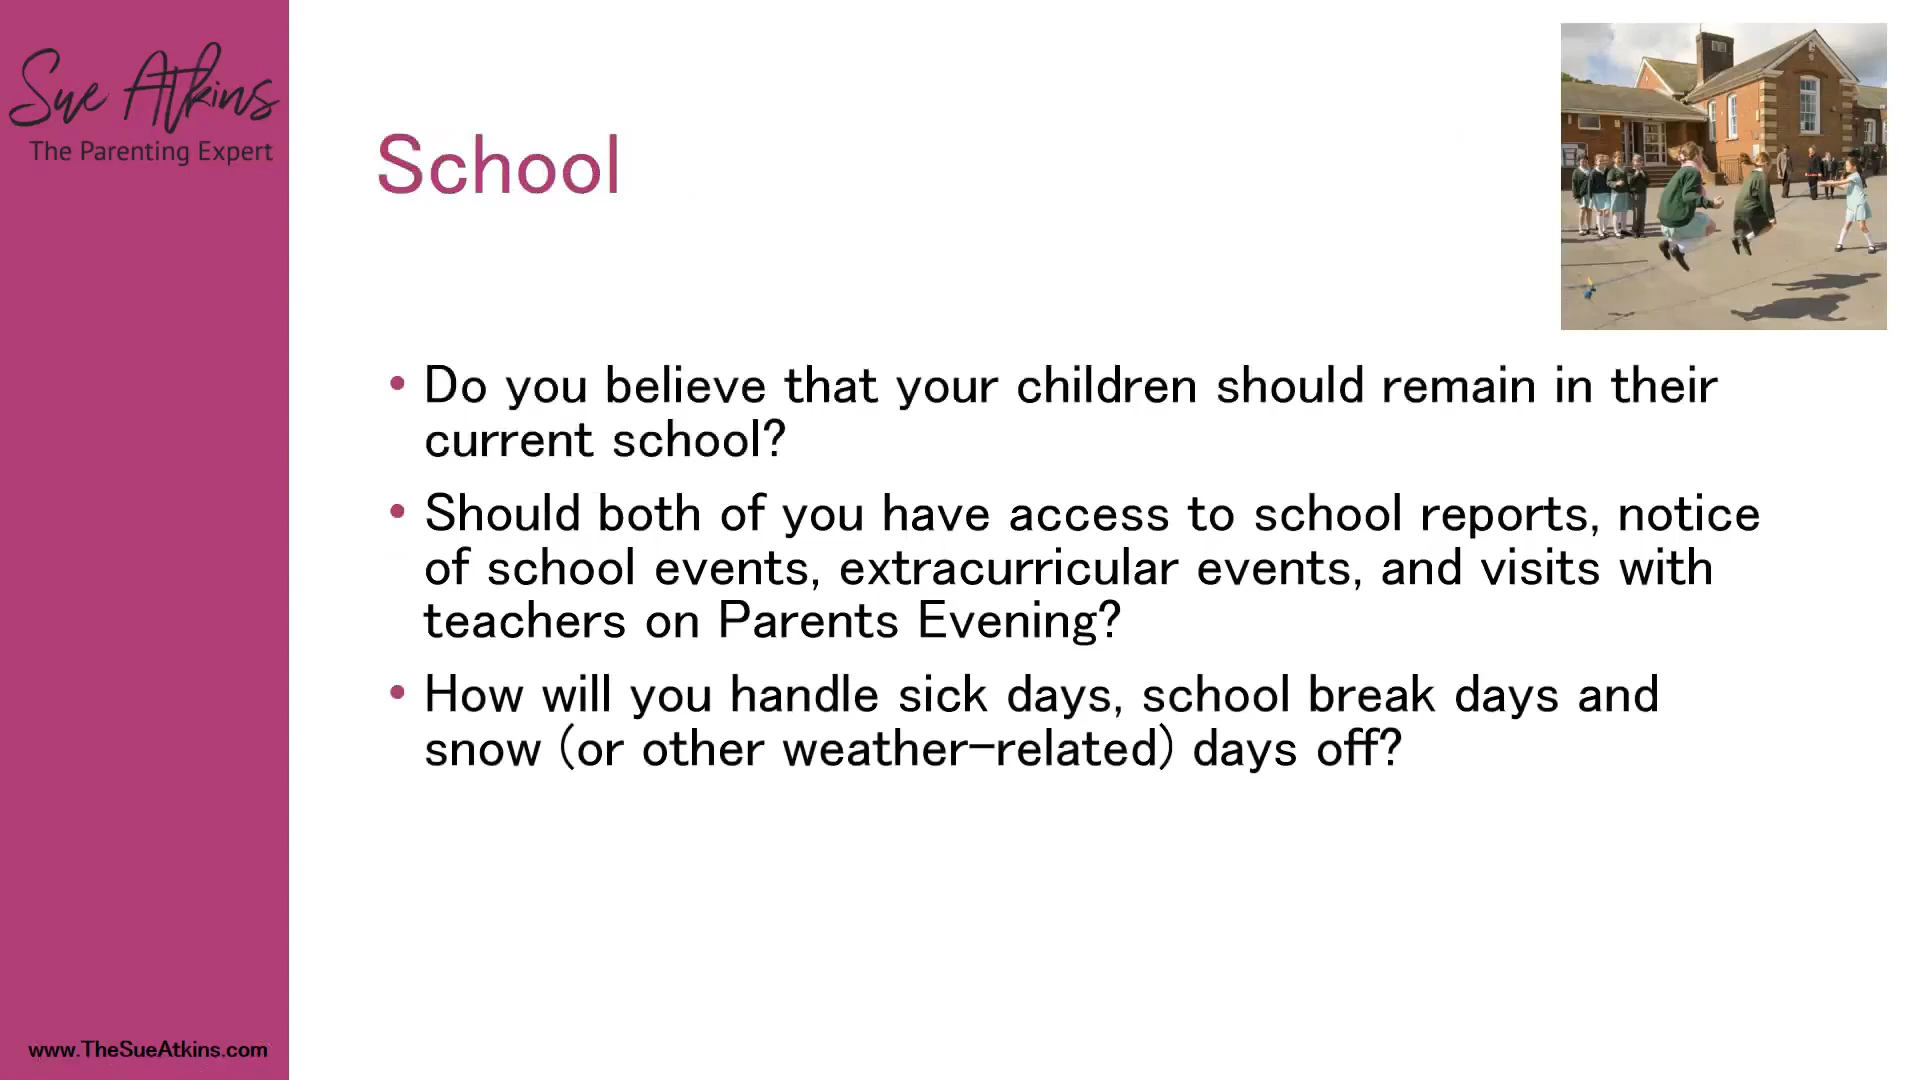 Sue Atkins
The Parenting Expert
School
• Do you believe that your children should remain in their
current school?
• Should both of you have access to school reports, notice
of school events, extracurricular events, and visits with
teachers on Parents Evening?
• How will you handle sick days, school break days and
snow (or other weather-related) days off?
www.TheSueAtkins.com